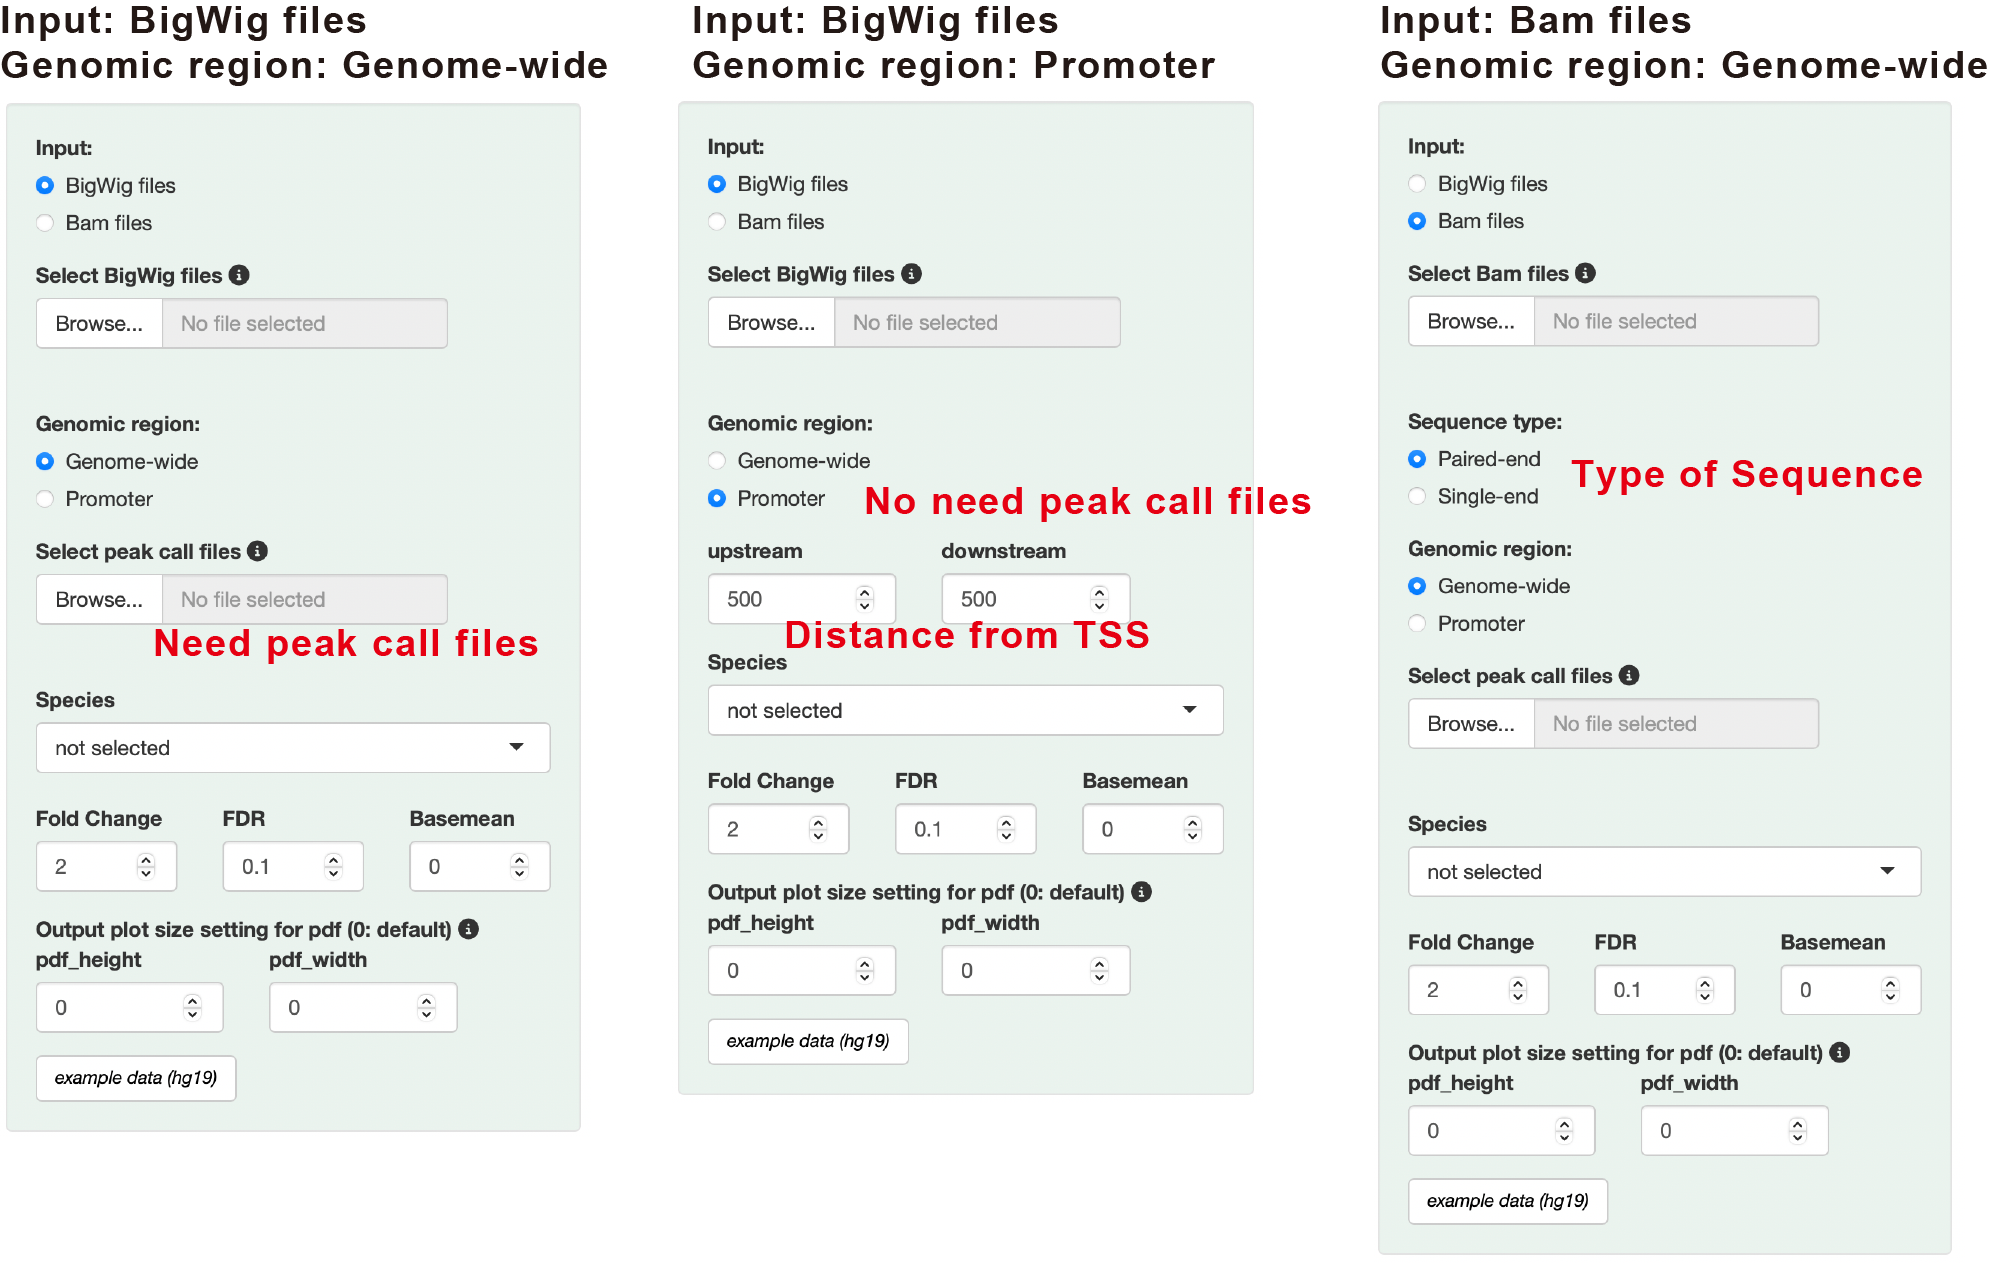 Input: BigWig files
Genomic region: Genome-wide
Input:
BigWig files
Bam files
Select BigWig files
Browse... No file selected
Genomic region:
Genome-wide
Promoter
Select peak call files
Browse... No file selected
Need peak call files
Species
not selected
Fold Change FDR Basemean
2 0.1 0
Output plot size setting for pdf (0: default)
pdf_height pdf_width
0 0
example data (hg19)
Input: BigWig files
Genomic region: Promoter
Input:
BigWig files
Bam files
Select BigWig files
Browse... No file selected
Genomic region:
Genome-wide
Promoter
No need peak call files
upstream downstream
500 500
Distance from TSS
Species
not selected
Fold Change FDR Basemean
2 0.1 0
Output plot size setting for pdf (0: default)
pdf_height pdf_width
0 0
example data (hg19)
Input: Bam files
Genomic region: Genome-wide
Input:
BigWig files
Bam files
Select Bam files
Browse... No file selected
Sequence type:
Paired-end
Type of Sequence
Single-end
Genomic region:
Genome-wide
Promoter
Select peak call files
Browse... No file selected
Species
not selected
Fold Change FDR Basemean
2 0.1 0
Output plot size setting for pdf (0: default)
pdf_height pdf_width
0 0
example data (hg19)